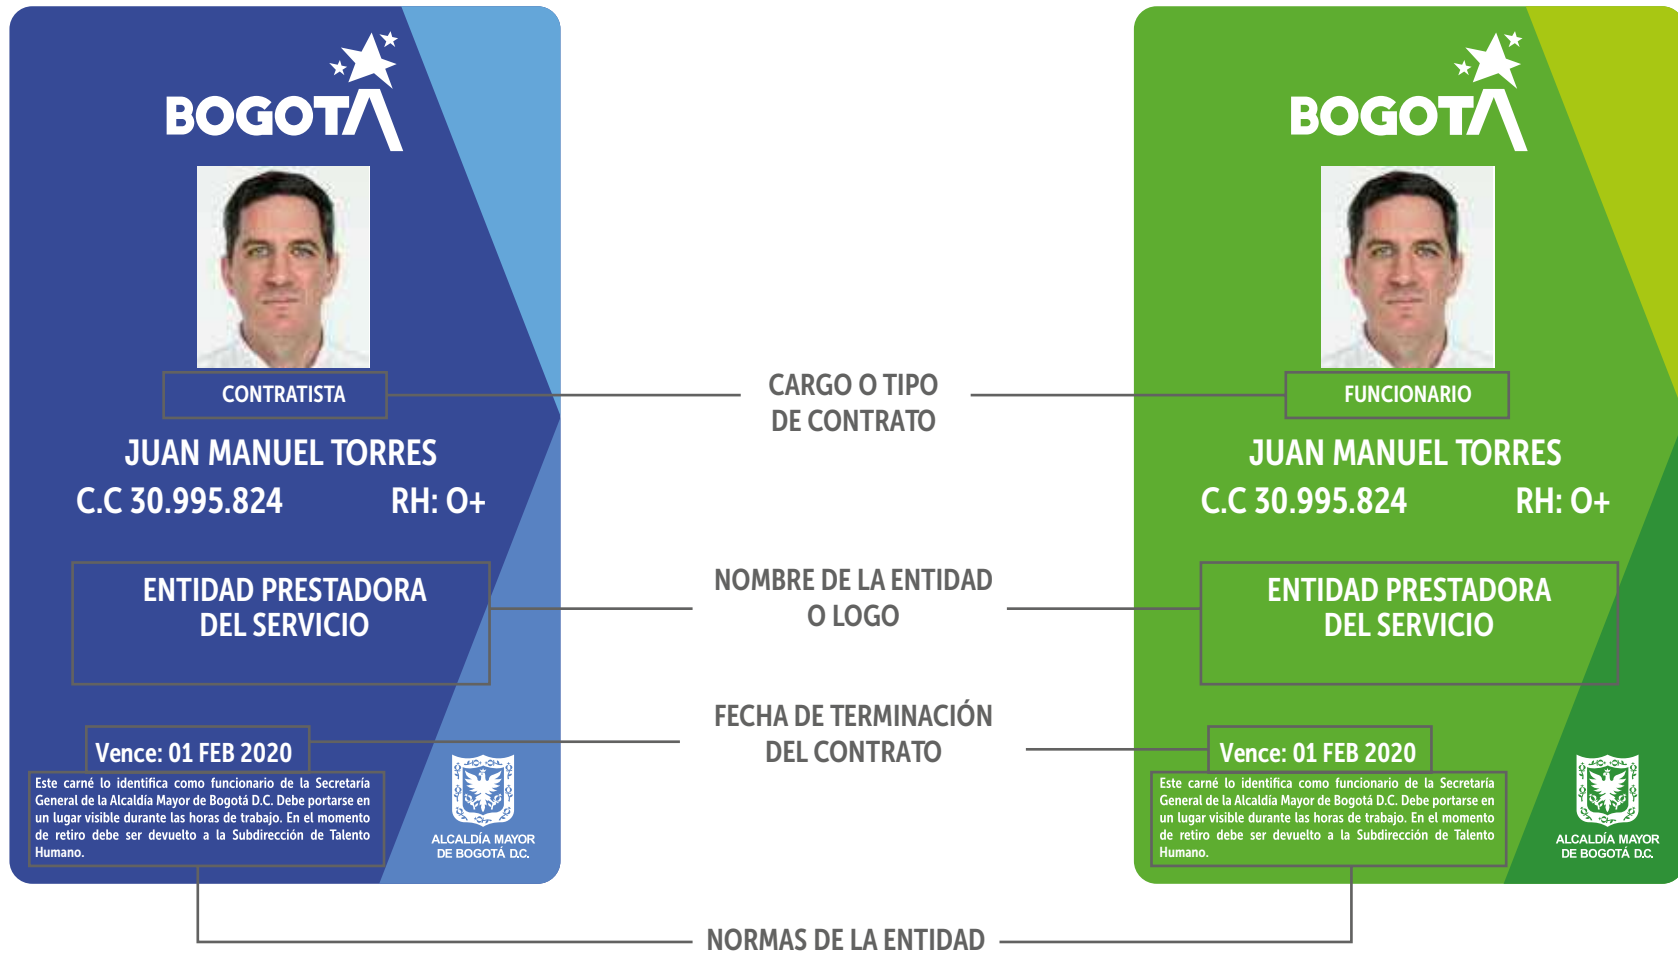 BOGOTÁ
CONTRATISTA
JUAN MANUEL TORRES
C.C 30.995.824 RH: O+
ENTIDAD PRESTADORA
DEL SERVICIO
Vence: 01 FEB 2020
Este carné lo identifica como funcionario de la Secretaría
General de la Alcaldía Mayor de Bogotá D.C. Debe portarse en
un lugar visible durante las horas de trabajo. En el momento
de retiro debe ser devuelto a la Subdirección de Talento
Humano.
ALCALDÍA MAYOR
DE BOGOTÁ D.C.
CARGO O TIPO
DE CONTRATO
NOMBRE DE LA ENTIDAD
O LOGO
FECHA DE TERMINACIÓN
DEL CONTRATO
NORMAS DE LA ENTIDAD
BOGOTÁ
FUNCIONARIO
JUAN MANUEL TORRES
C.C 30.995.824 RH: O+
ENTIDAD PRESTADORA
DEL SERVICIO
Vence: 01 FEB 2020
Este carné lo identifica como funcionario de la Secretaría
General de la Alcaldía Mayor de Bogotá D.C. Debe portarse en
un lugar visible durante las horas de trabajo. En el momento
de retiro debe ser devuelto a la Subdirección de Talento
Humano.
ALCALDÍA MAYOR
DE BOGOTÁ D.C.